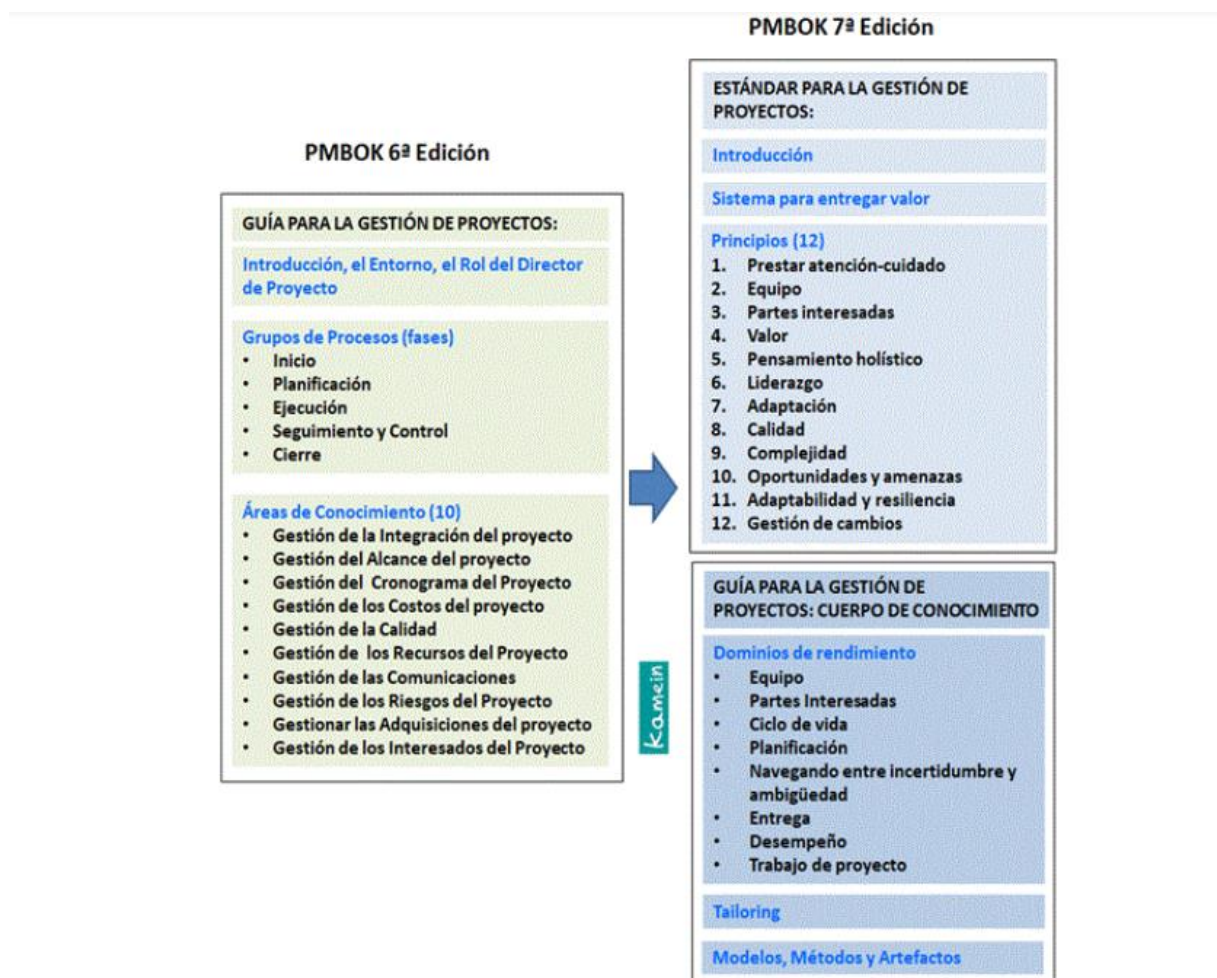 PMBOK 6ª Edición
GUÍA PARA LA GESTIÓN DE PROYECTOS:
Introducción, el Entorno, el Rol del Director
de Proyecto
Grupos de Procesos (fases)
• Inicio
• Planificación
• Ejecución
• Seguimiento y Control
• Cierre
Áreas de Conocimiento (10)
• Gestión de la Integración del proyecto
• Gestión del Alcance del proyecto
• Gestión del Cronograma del Proyecto
• Gestión de los Costos del proyecto
• Gestión de la Calidad
• Gestión de los Recursos del Proyecto
• Gestión de las Comunicaciones
• Gestión de los Riesgos del Proyecto
• Gestionar las Adquisiciones del proyecto
• Gestión de los Interesados del Proyecto
kamein
PMBOK 7ª Edición
ESTÁNDAR PARA LA GESTIÓN DE
PROYECTOS:
Introducción
Sistema para entregar valor
Principios (12)
1. Prestar atención-cuidado
2. Equipo
3. Partes interesadas
4. Valor
5. Pensamiento holístico
6. Liderazgo
7. Adaptación
8. Calidad
9. Complejidad
10. Oportunidades y amenazas
11. Adaptabilidad y resiliencia
12. Gestión de cambios
GUÍA PARA LA GESTIÓN DE
PROYECTOS: CUERPO DE CONOCIMIENTO
Dominios de rendimiento
• Equipo
• Partes Interesadas
• Ciclo de vida
• Planificación
• Navegando entre incertidumbre y
ambigüedad
• Entrega
• Desempeño
• Trabajo de proyecto
Tailoring
Modelos, Métodos y Artefactos